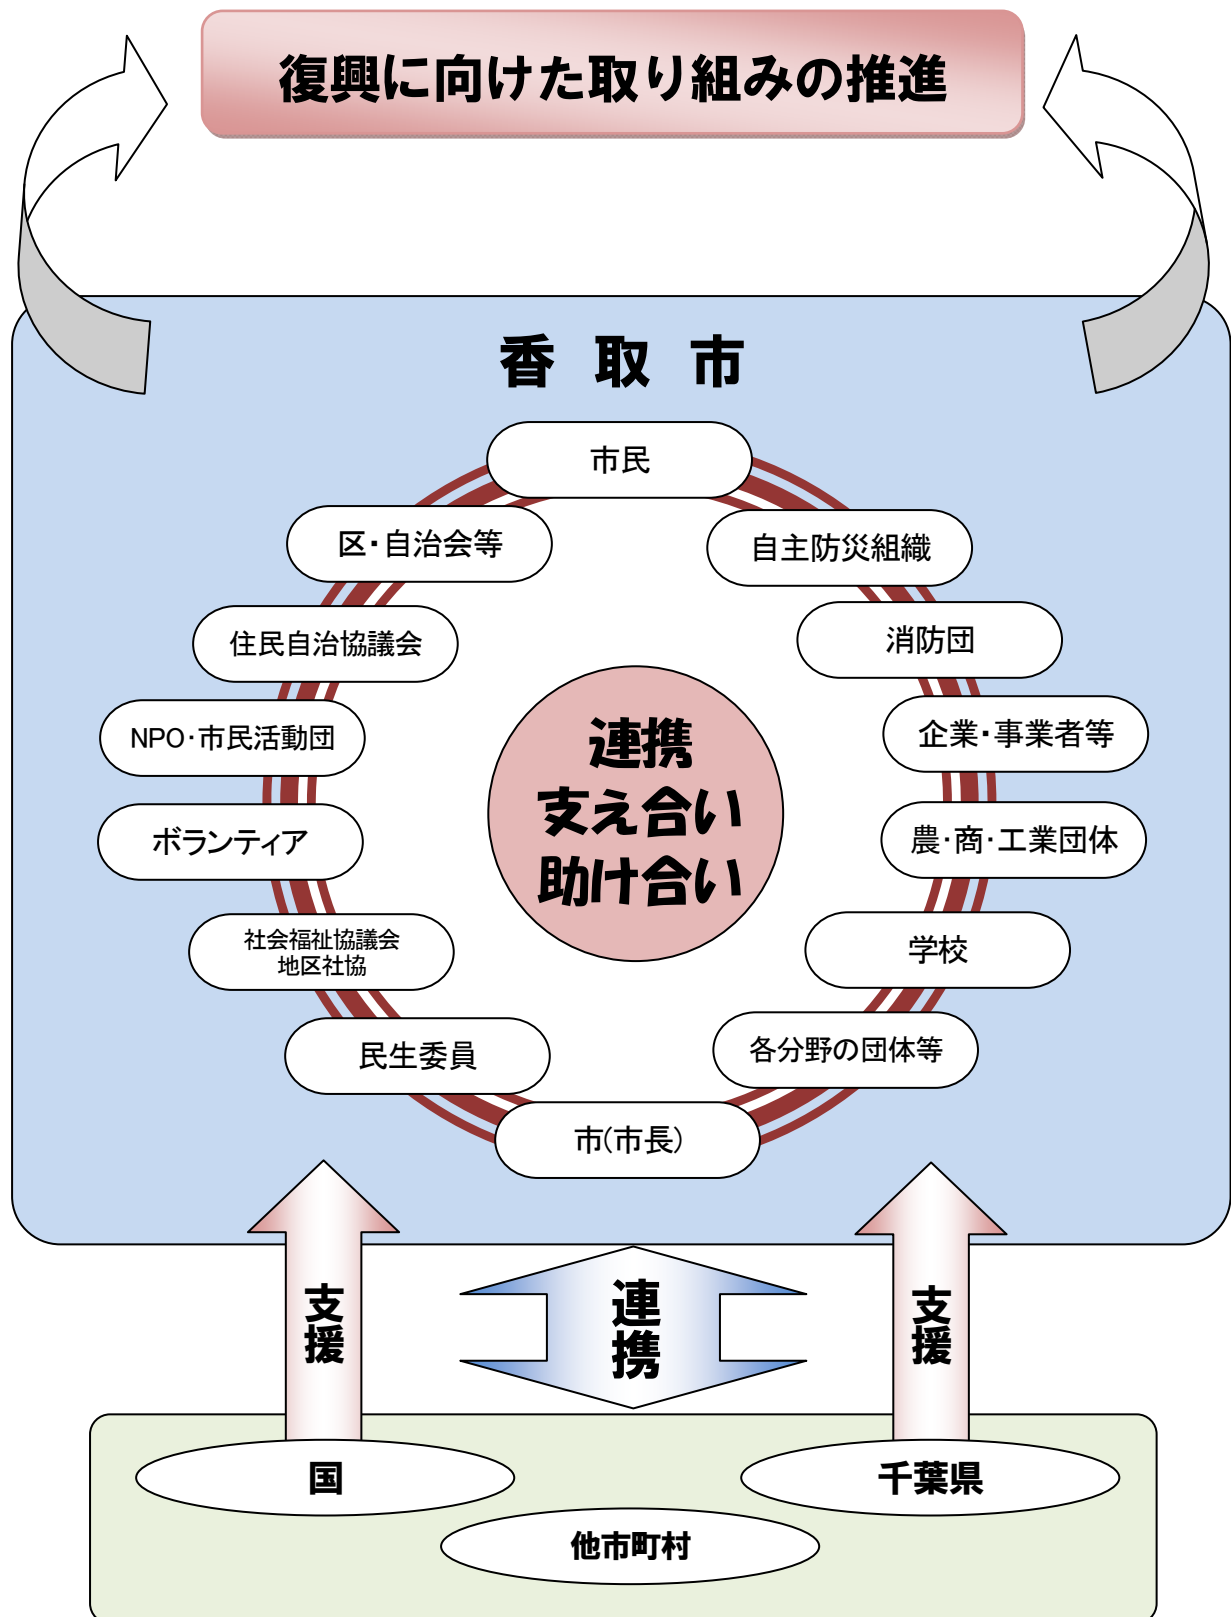 復興に向けた取り組みの推進
香取市
市民
区・自治会等
自主防災組織
住民自治協議会
消防団
NPO・市民活動団
企業・事業者等
連携
支え合い
助け合い
ボランティア
農・商・工業団体
社会福祉協議会
地区社協
学校
民生委員
各分野の団体等
市(市長)
支援
連携
支援
国
千葉県
他市町村